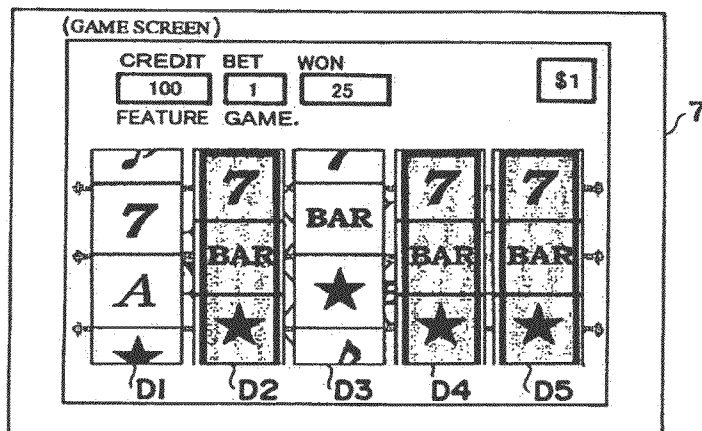 (GAME SCREEN)
CREDIT BET WON
100 1 25 $1
FEATURE GAME.
7
7 7 7 7
7 BAR
BAR BAR BAR
A
D1 D2 D3 D4 D5